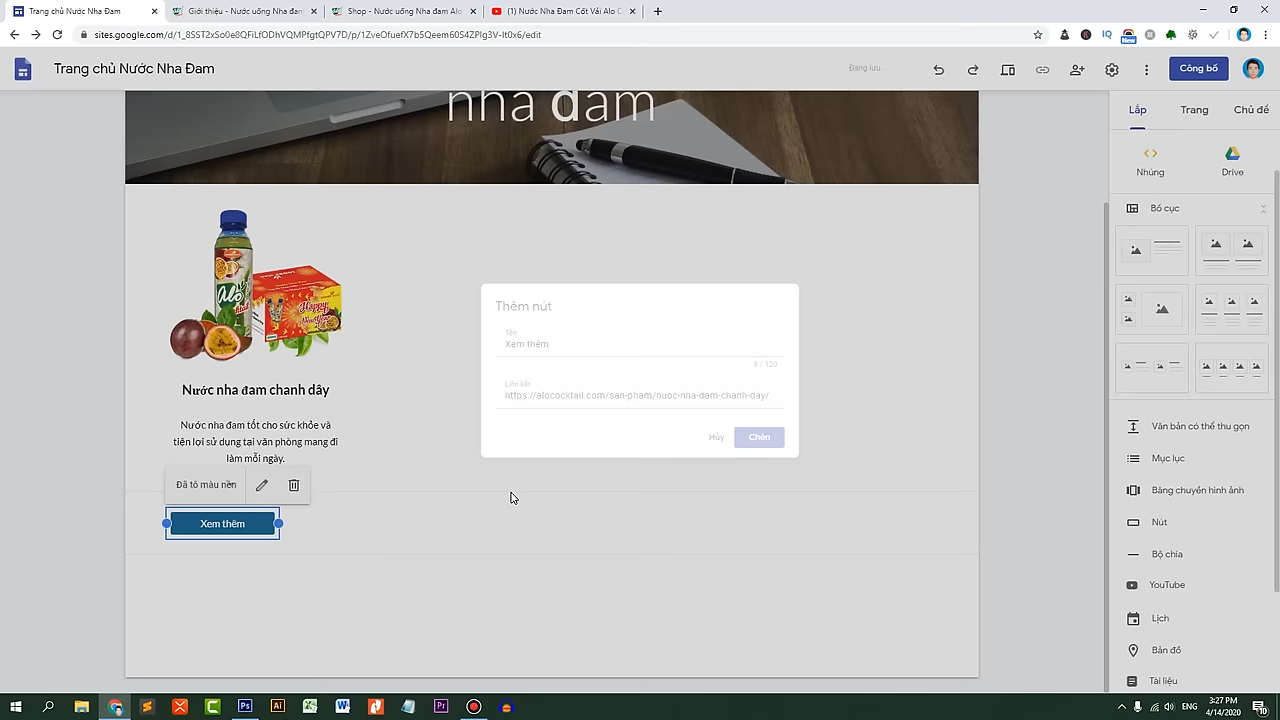 Trang chủ Nước Nha Đam
Giới thiệu - Nước uống Nha đam
Shop - Nước uống Nha đam Alo
(1) Nước Nha Đam Cốt Vải Alo C
sites.google.com/d/1_8SST2xSo0e8QFiLfODhVQMPfgtQPV7D/p/1ZveOfuefX7b5Qeem60S4ZPIg3V-It0x6/edit
IQ
New
Trang chủ Nước Nha Đam
Đang lưu...
Công bố
nha đam
Lắp
Trang
Chủ đề
Nhúng
Drive
Bố cục
Alo
Happy
Thêm nút
Tên
Xem thêm
8 / 120
Liên kết
https://alococktail.com/san-pham/nuoc-nha-dam-chanh-day/
Hủy
Chèn
Nước nha đam chanh dây
Nước nha đam tốt cho sức khỏe và
tiện lợi sử dụng tại văn phòng mang đi
làm mỗi ngày.
Đã tô màu nền
Xem thêm
Văn bản có thể thu gọn
Mục lục
Băng chuyền hình ảnh
Nút
Bộ chia
YouTube
Lịch
Bản đồ
Tài liệu
3:27 PM
4/14/2020